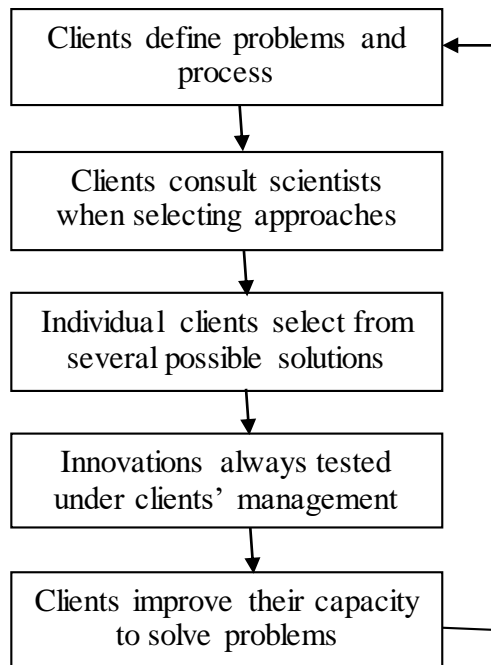 Clients define problems and
process
Clients consult scientists
when selecting approaches
Individual clients select from
several possible solutions
Innovations always tested
under clients’ management
Clients improve their capacity
to solve problems